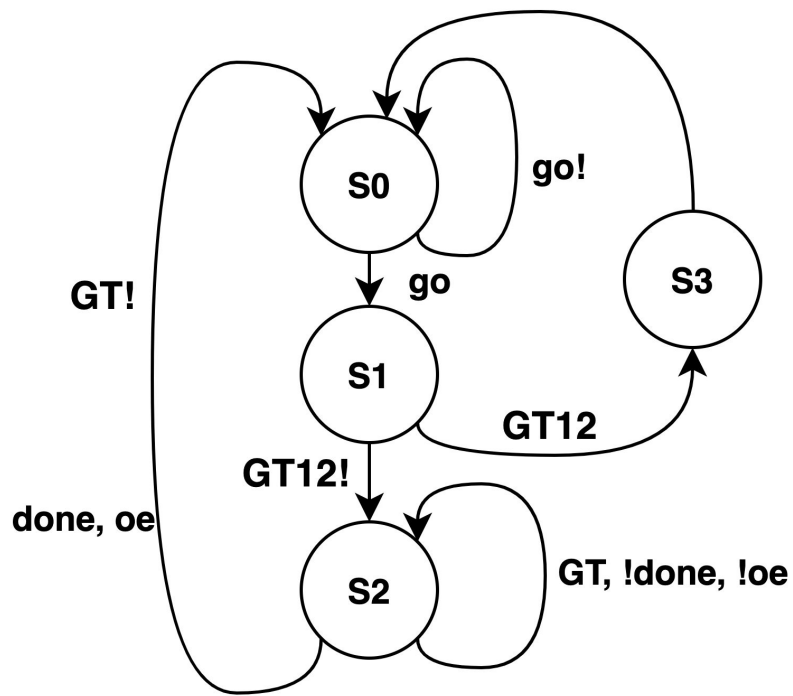 S0
go!
go
GT!
S3
S1
GT12
GT12!
done, oe
S2
GT, !done, !oe